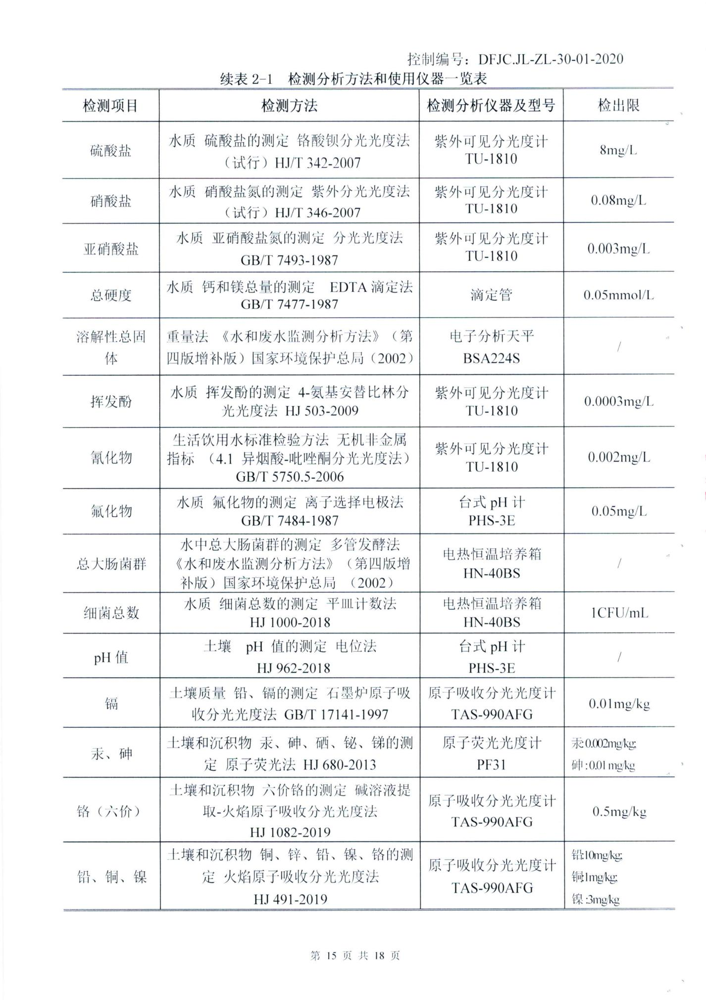 控制编号：DFJC.JL-ZL-30-01-2020
续表 2-1 检测分析方法和使用仪器一览表
检测项目 检测方法 检测分析仪器及型号 检出限
硫酸盐
水质 硫酸盐的测定 铬酸钡分光光度法
（试行）HJ/T 342-2007
紫外可见分光度计
TU-1810
8mg/L
硝酸盐
水质 硝酸盐氮的测定 紫外分光光度法
（试行）HJ/T 346-2007
紫外可见分光度计
TU-1810
0.08mg/L
亚硝酸盐
水质 亚硝酸盐氮的测定 分光光度法
GB/T 7493-1987
紫外可见分光度计
TU-1810
0.003mg/L
总硬度
水质 钙和镁总量的测定 EDTA 滴定法
GB/T 7477-1987
滴定管
0.05mmol/L
溶解性总固
体
重量法 《水和废水监测分析方法》（第
四版增补版）国家环境保护总局（2002）
电子分析天平
BSA224S
/
挥发酚
水质 挥发酚的测定 4-氨基安替比林分
光光度法 HJ 503-2009
紫外可见分光度计
TU-1810
0.0003mg/L
氰化物
生活饮用水标准检验方法 无机非金属
指标 （4.1 异烟酸-吡唑酮分光光度法）
GB/T 5750.5-2006
紫外可见分光度计
TU-1810
0.002mg/L
氟化物
水质 氟化物的测定 离子选择电极法
GB/T 7484-1987
台式 pH 计
PHS-3E
0.05mg/L
总大肠菌群
水中总大肠菌群的测定 多管发酵法
《水和废水监测分析方法》（第四版增
补版）国家环境保护总局 （2002）
电热恒温培养箱
HN-40BS
/
细菌总数
水质 细菌总数的测定 平皿计数法
HJ 1000-2018
电热恒温培养箱
HN-40BS
1CFU/mL
pH 值
土壤 pH 值的测定 电位法
HJ 962-2018
台式 pH 计
PHS-3E
/
镉
土壤质量 铅、镉的测定 石墨炉原子吸
收分光光度法 GB/T 17141-1997
原子吸收分光光度计
TAS-990AFG
0.01mg/kg
汞、砷
土壤和沉积物 汞、砷、硒、铋、锑的测
定 原子荧光法 HJ 680-2013
原子荧光光度计
PF31
汞:0.002mg/kg;
砷:0.01mg/kg
铬（六价）
土壤和沉积物 六价铬的测定 碱溶液提
取-火焰原子吸收分光光度法
HJ 1082-2019
原子吸收分光光度计
TAS-990AFG
0.5mg/kg
铅、铜、镍
土壤和沉积物 铜、锌、铅、镍、铬的测
定 火焰原子吸收分光光度法
HJ 491-2019
原子吸收分光光度计
TAS-990AFG
铅:10mg/kg;
铜:1mg/kg;
镍:3mg/kg
第 15 页 共 18 页